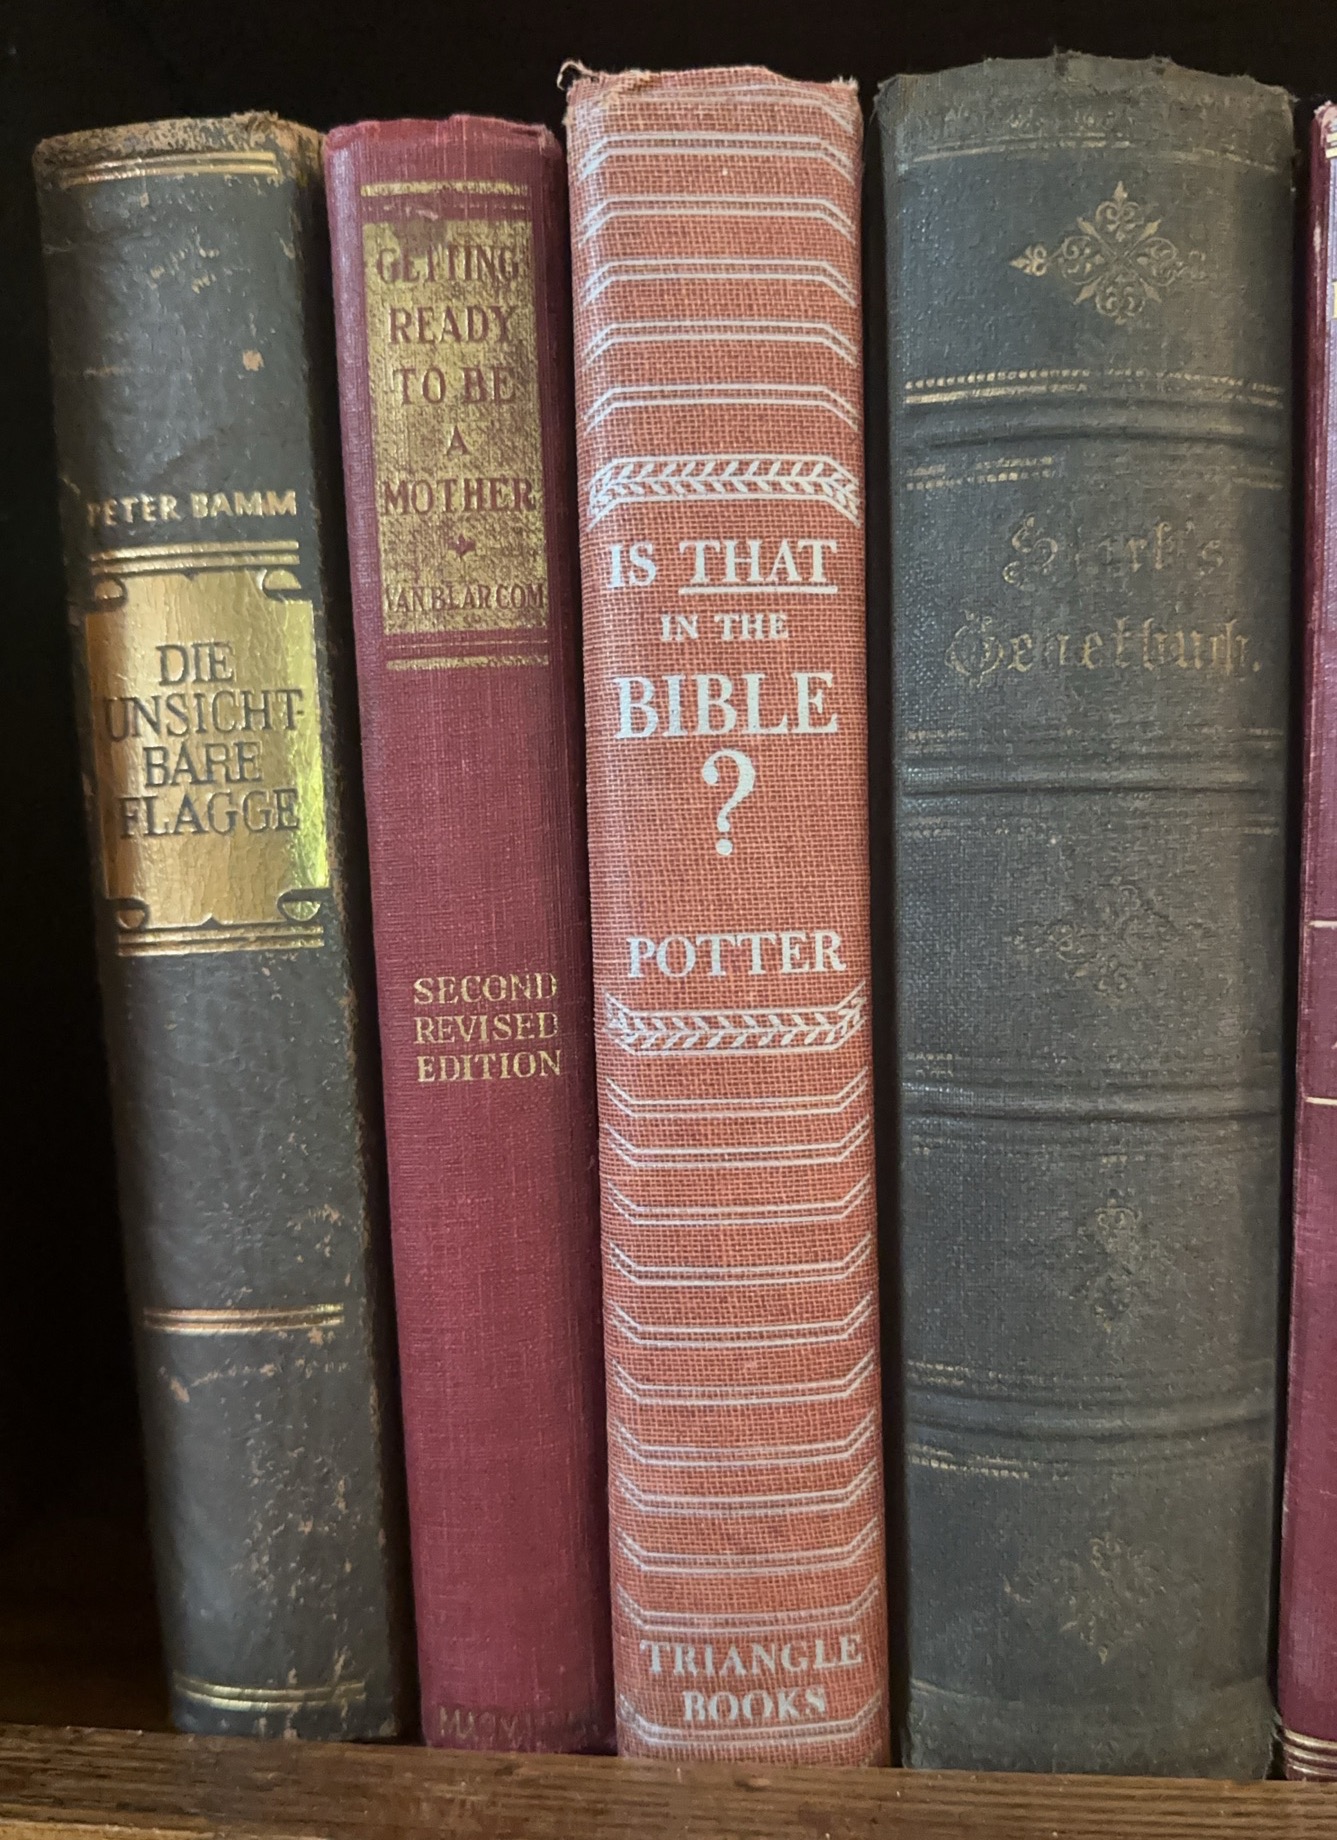 PETER BAMM
DIE
UNSICHT-
BARE
FLAGGE
GETTING
READY
TO BE
A
MOTHER
VAN BLARCOM
SECOND
REVISED
EDITION
IS THAT
IN THE
BIBLE
?
POTTER
TRIANGLE
BOOKS
Stark's
Gebetbuch.